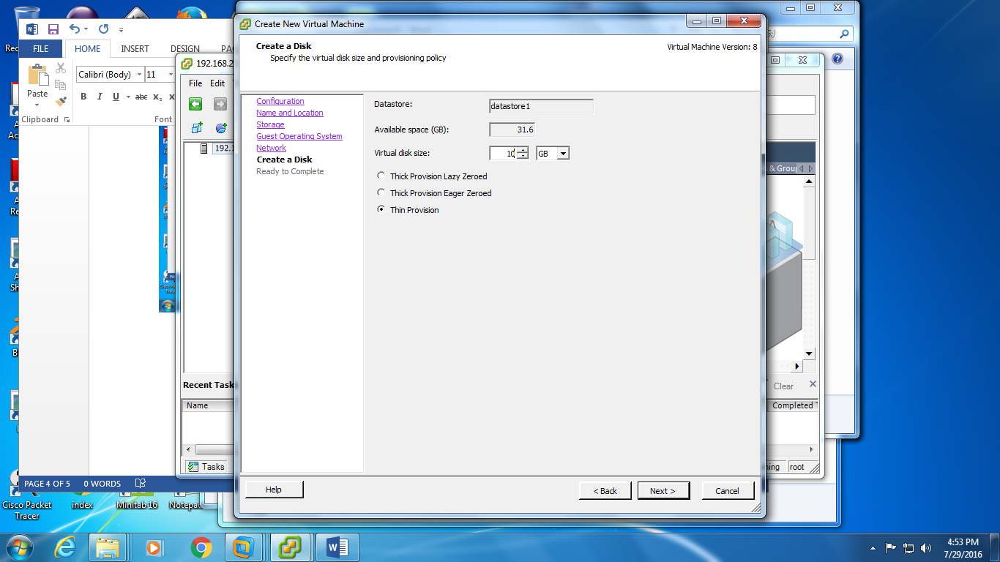 Create New Virtual Machine
Create a Disk
Specify the virtual disk size and provisioning policy
Virtual Machine Version: 8
FILE HOME INSERT DESIGN
192.168.2
Calibri (Body) 11
File Edit
Paste
B I U abc x₂
Clipboard Font
192.1
Configuration
Name and Location
Storage
Guest Operating System
Network
Create a Disk
Ready to Complete
Datastore: datastore1
Available space (GB): 31.6
Virtual disk size: 10 GB
Thick Provision Lazy Zeroed
Thick Provision Eager Zeroed
Thin Provision
Recent Task
Clear
Name
Completed T
Tasks
root
PAGE 4 OF 5 0 WORDS
Help < Back Next > Cancel
Cisco Packet Tracer
index
Minitab 16
Notepa
4:53 PM
7/29/2016